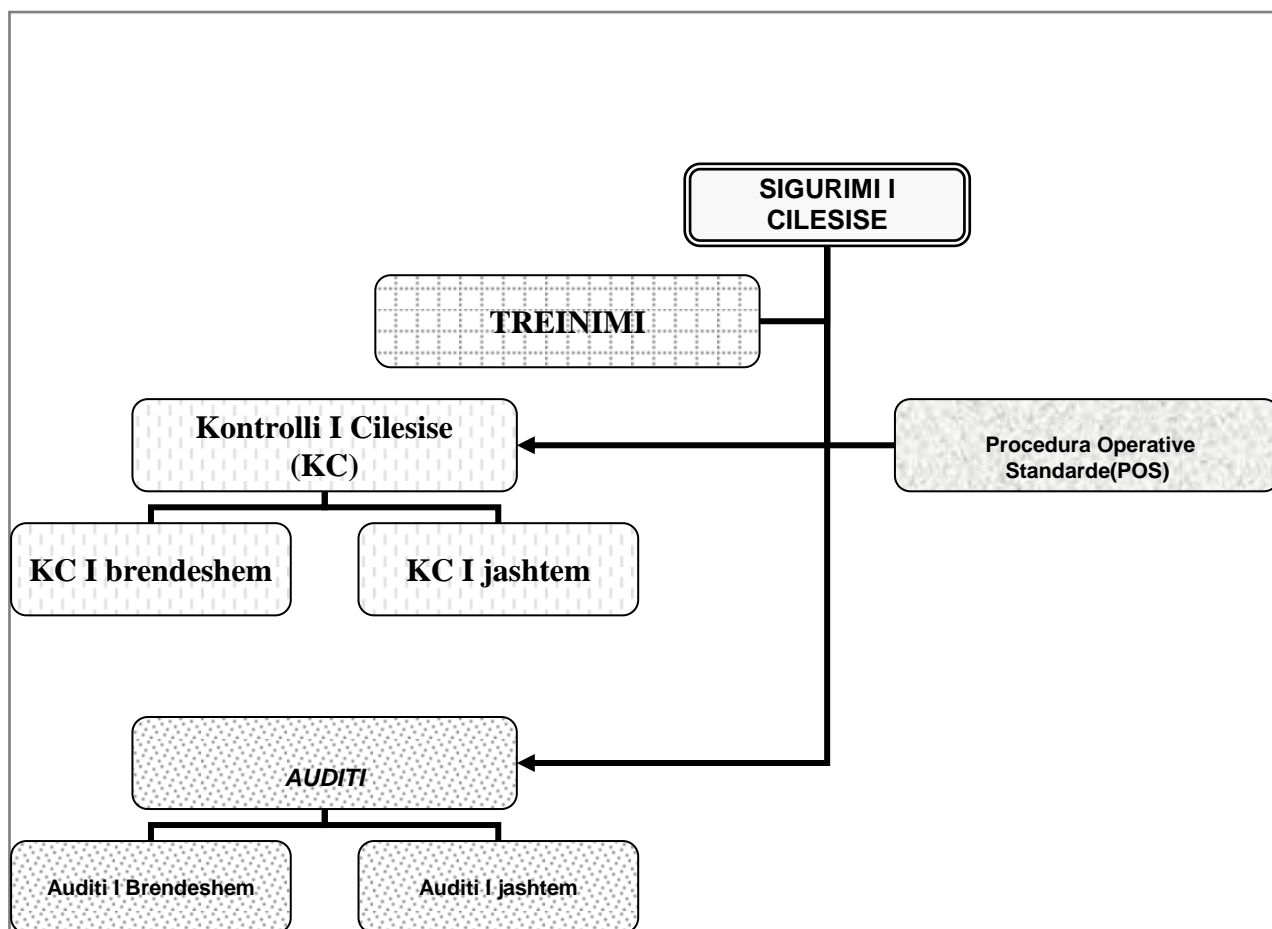 SIGURIMI I
CILESISE
TREINIMI
Kontrolli I Cilesise
(KC)
Procedura Operative
Standarde(POS)
KC I brendeshem
KC I jashtem
AUDITI
Auditi I Brendeshem
Auditi I jashtem